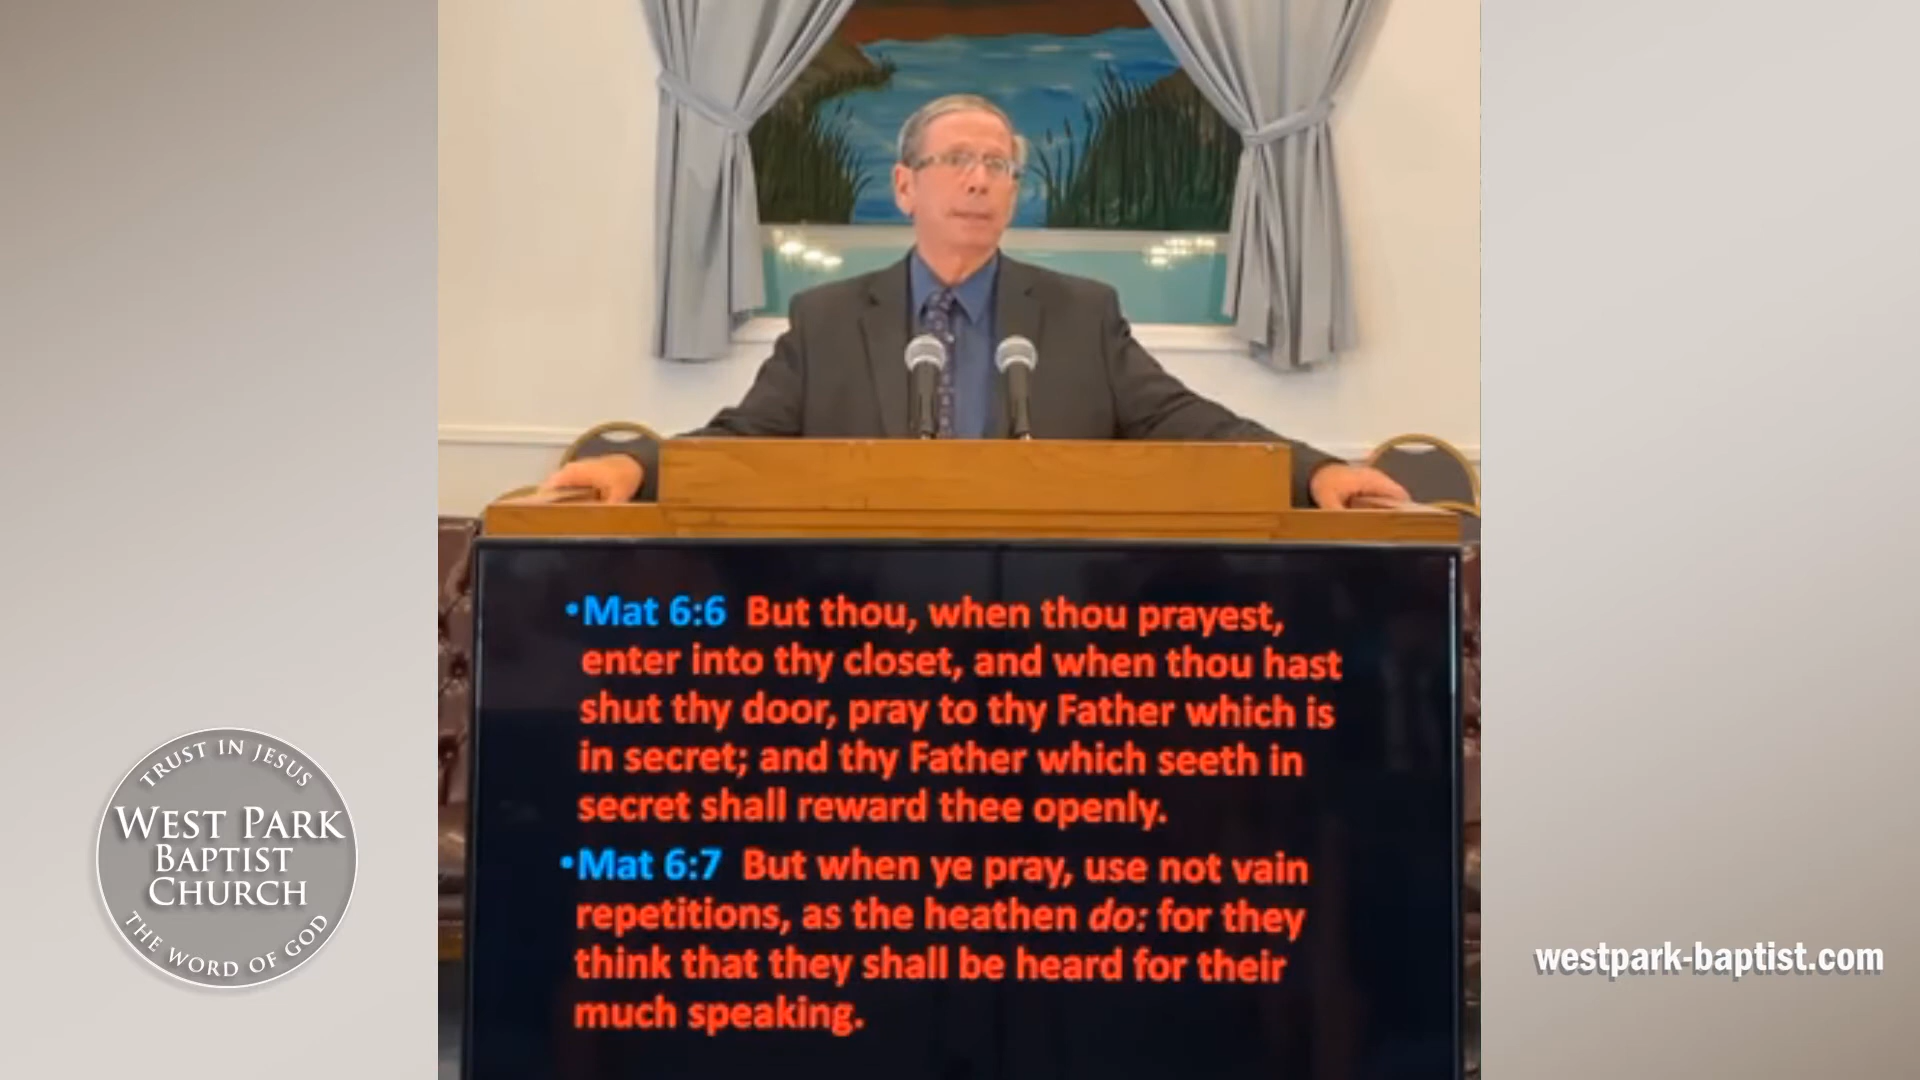 •Mat 6:6 But thou, when thou prayest,
enter into thy closet, and when thou hast
shut thy door, pray to thy Father which is
in secret; and thy Father which seeth in
secret shall reward thee openly.
•Mat 6:7 But when ye pray, use not vain
repetitions, as the heathen do: for they
think that they shall be heard for their
much speaking.
TRUST IN JESUS
WEST PARK
BAPTIST
CHURCH
THE WORD OF GOD
westpark-baptist.com